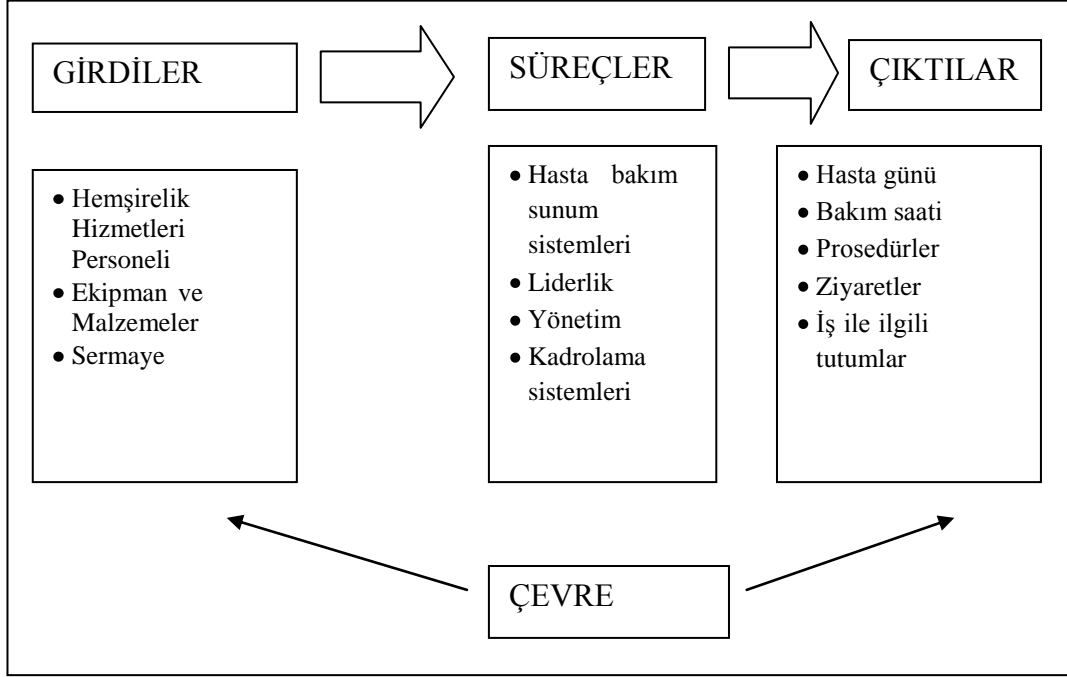 GİRDİLER
SÜREÇLER
ÇIKTILAR
• Hemşirelik
Hizmetleri
Personeli
• Ekipman ve
Malzemeler
• Sermaye
• Hasta bakım
sunum
sistemleri
• Liderlik
• Yönetim
• Kadrolama
sistemleri
• Hasta günü
• Bakım saati
• Prosedürler
• Ziyaretler
• İş ile ilgili
tutumlar
ÇEVRE